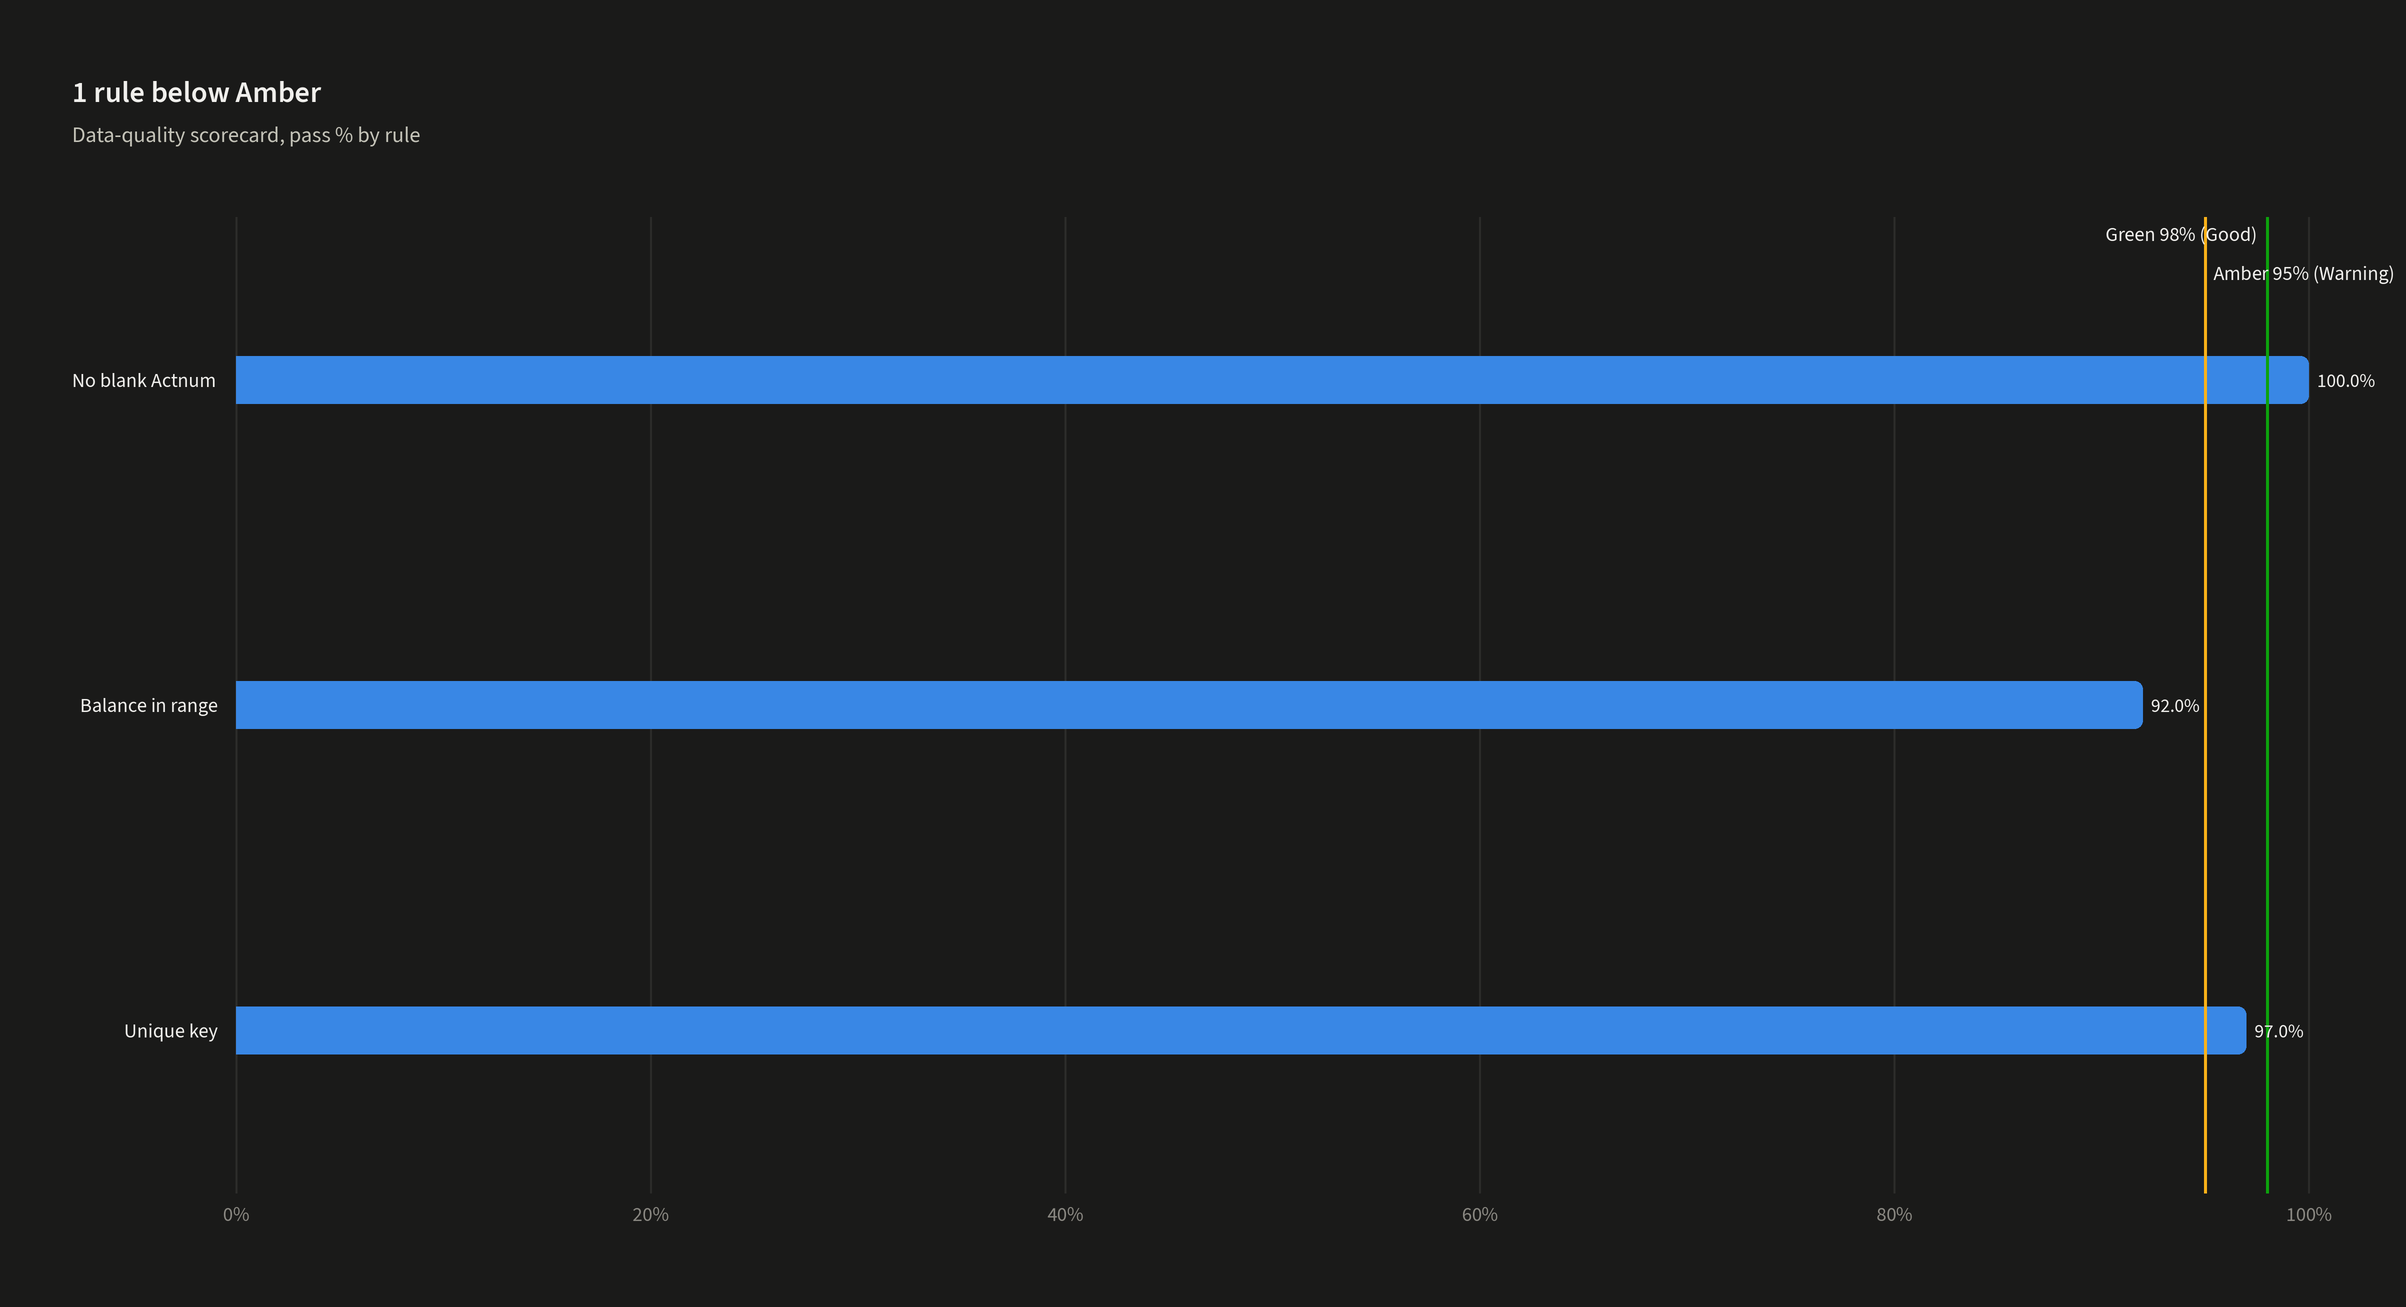 1 rule below Amber
Data-quality scorecard, pass % by rule
Green 98% (Good)
Amber 95% (Warning)
No blank Actnum
100.0%
Balance in range
92.0%
Unique key
97.0%
0%
20%
40%
60%
80%
100%